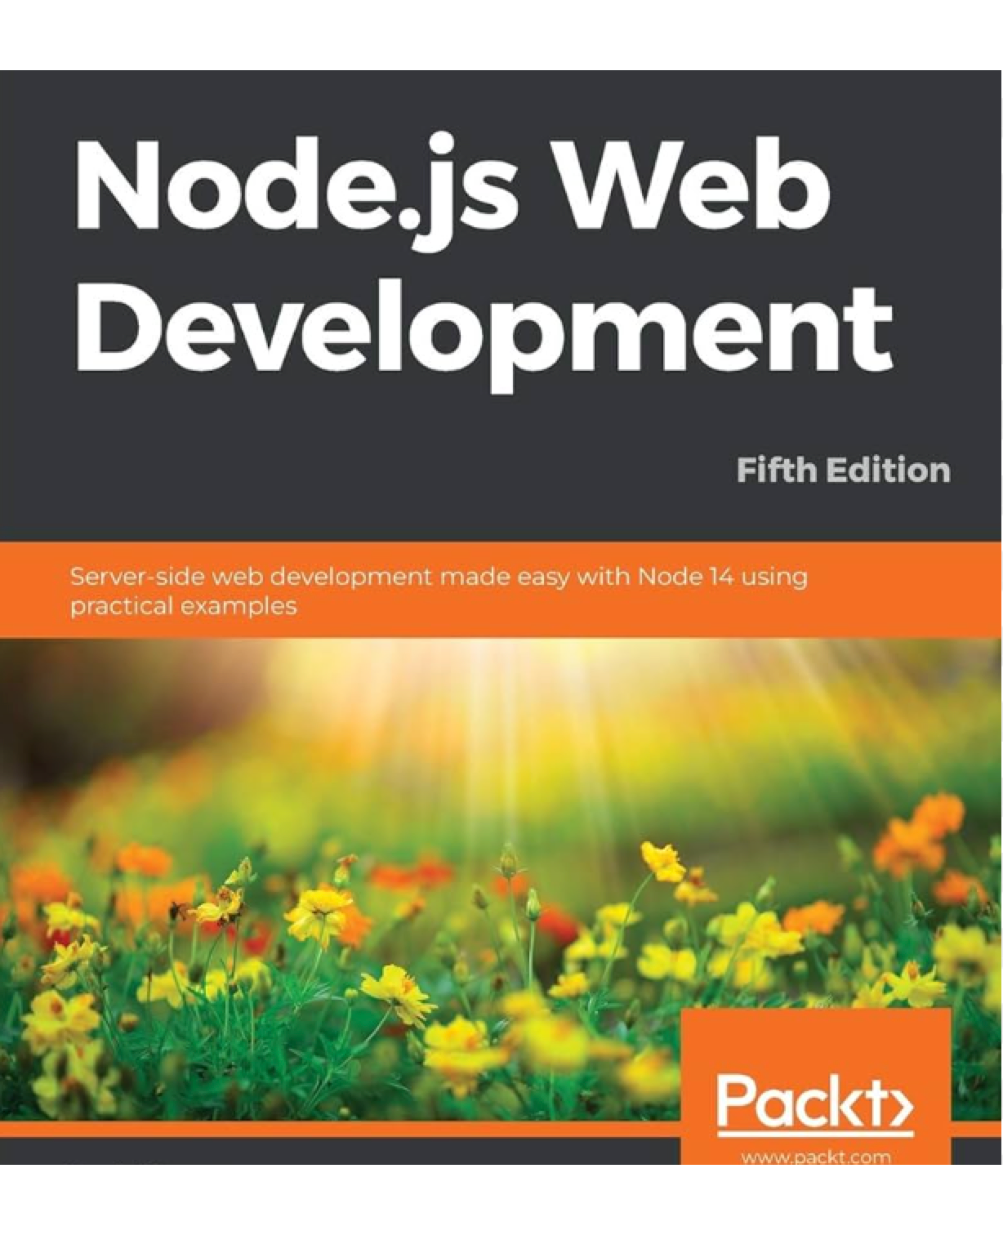 Node.js Web
Development
Fifth Edition
Server-side web development made easy with Node 14 using
practical examples
Packt>
www.packt.com